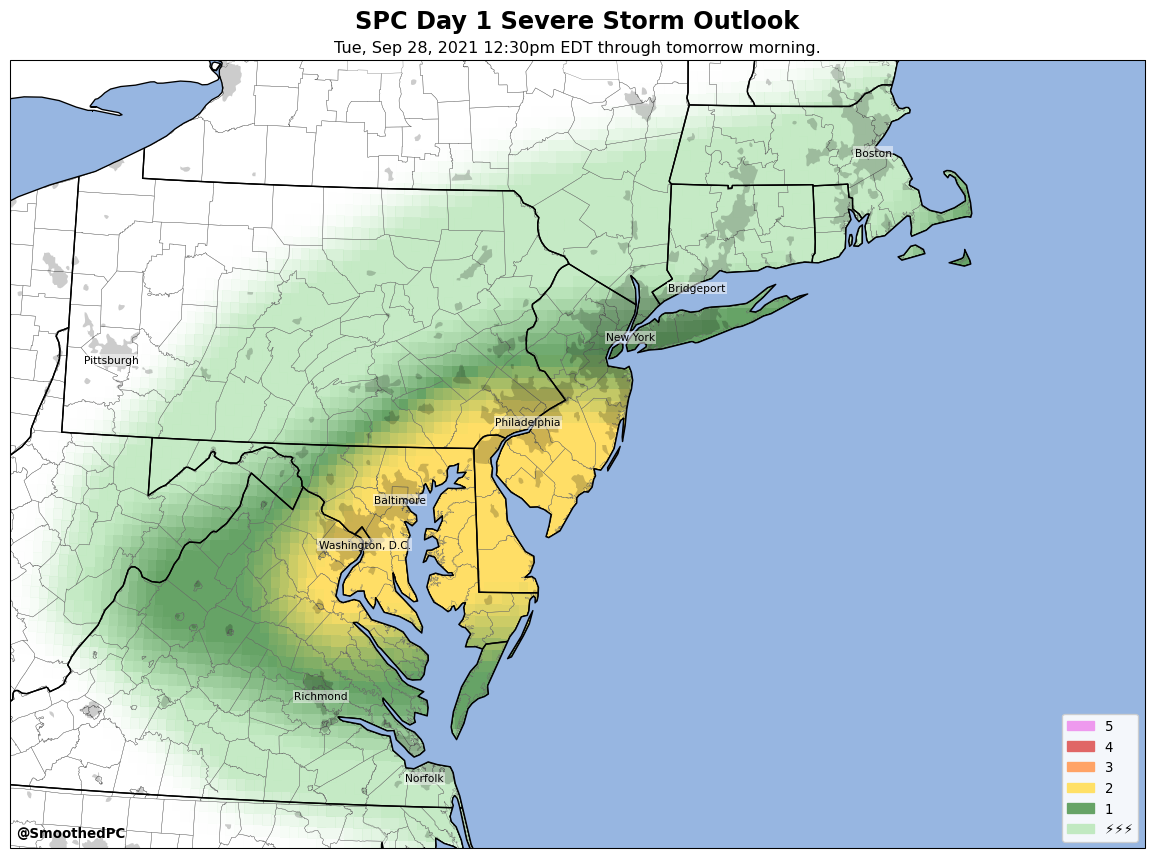 SPC Day 1 Severe Storm Outlook
Tue, Sep 28, 2021 12:30pm EDT through tomorrow morning.
Boston
Bridgeport
New York
Pittsburgh
Philadelphia
Baltimore
Washington, D.C.
Richmond
Norfolk
5
4
3
2
1
⚡⚡⚡
@SmoothedPC